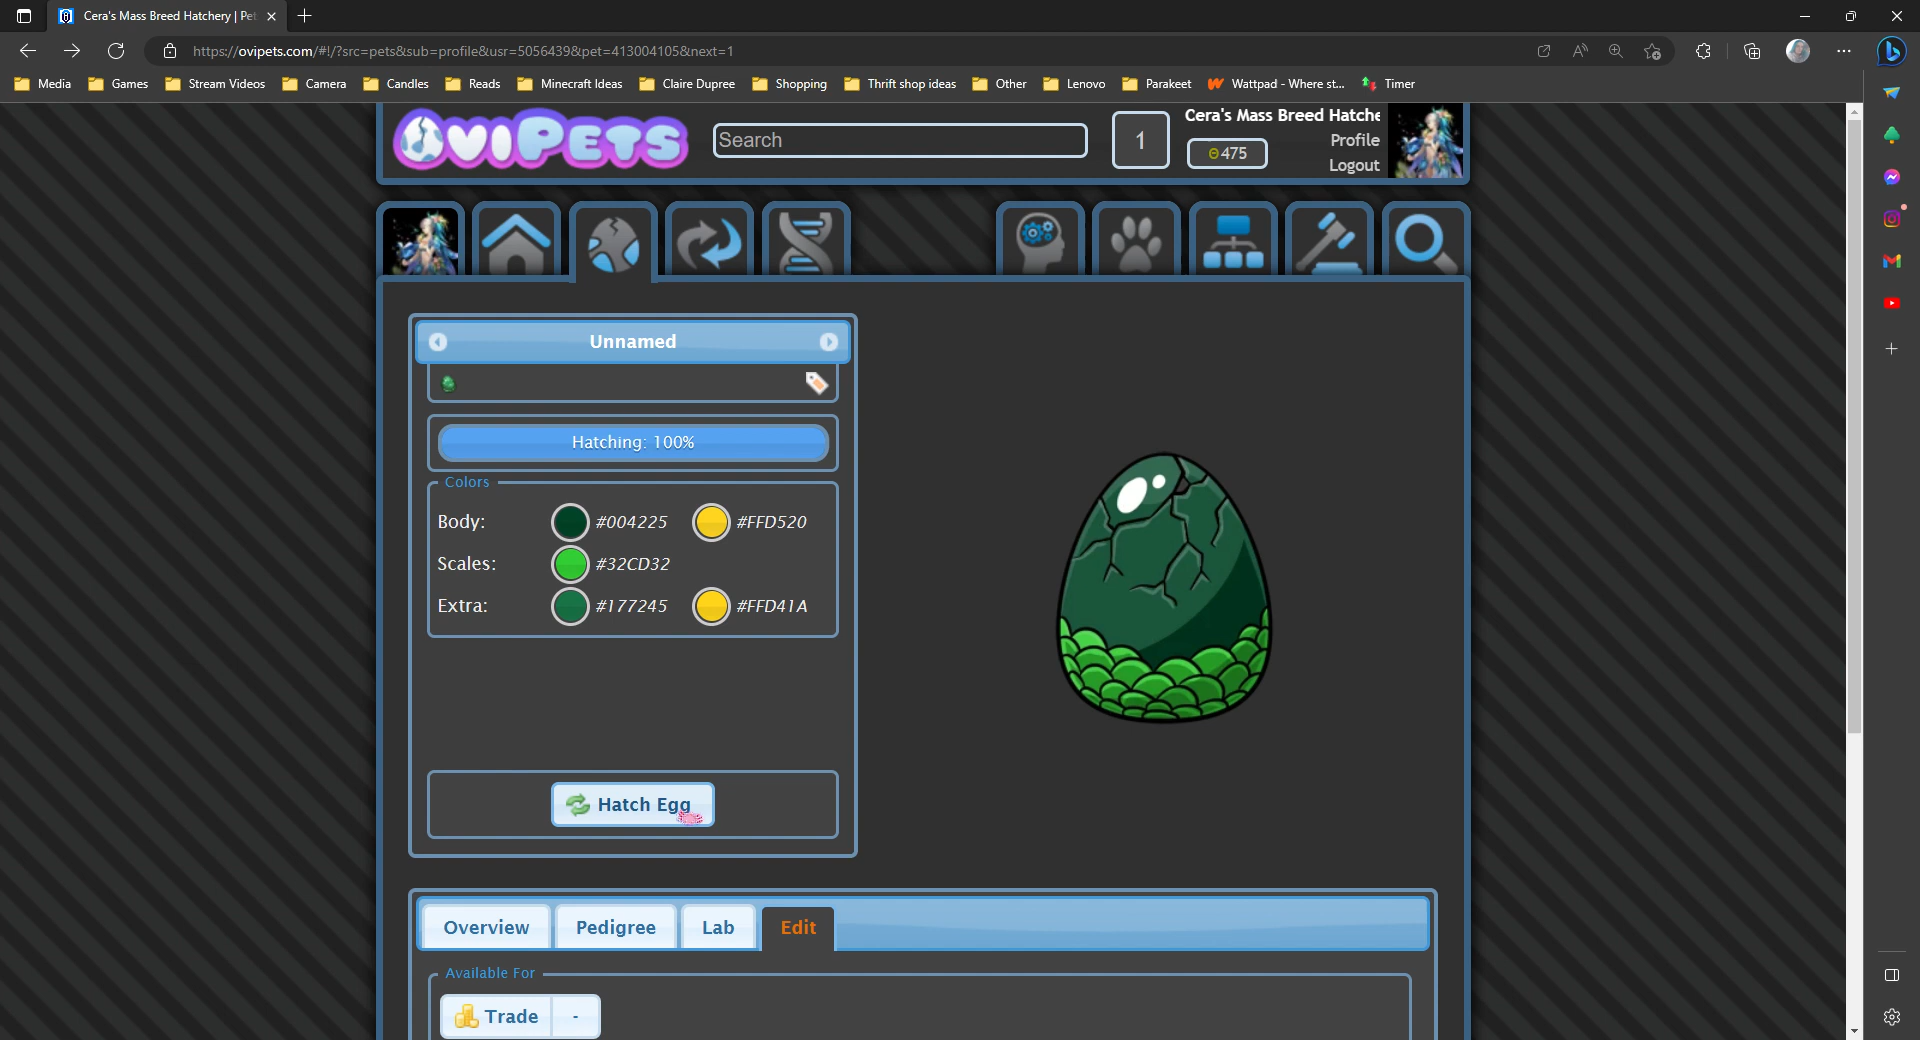 Cera's Mass Breed Hatchery | Pet
https://ovipets.com/#!/?src=pets&sub=profile&usr=5056439&pet=413004105&next=1
Media Games Stream Videos Camera Candles Reads Minecraft Ideas Claire Dupree Shopping Thrift shop ideas Other Lenovo Parakeet Wattpad - Where st... Timer
OviPets
Search
1
Cera's Mass Breed Hatche
475
Profile
Logout
Unnamed
Hatching: 100%
Colors
Body: #004225 #FFD520
Scales: #32CD32
Extra: #177245 #FFD41A
Hatch Egg
Overview Pedigree Lab Edit
Available For
Trade -